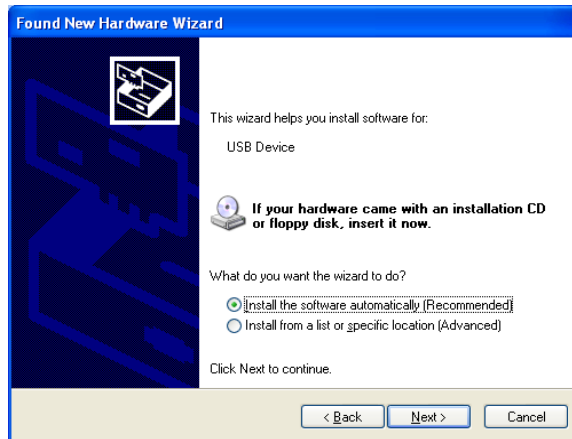 Found New Hardware Wizard
This wizard helps you install software for:
USB Device
If your hardware came with an installation CD
or floppy disk, insert it now.
What do you want the wizard to do?
Install the software automatically (Recommended)
Install from a list or specific location (Advanced)
Click Next to continue.
< Back Next > Cancel